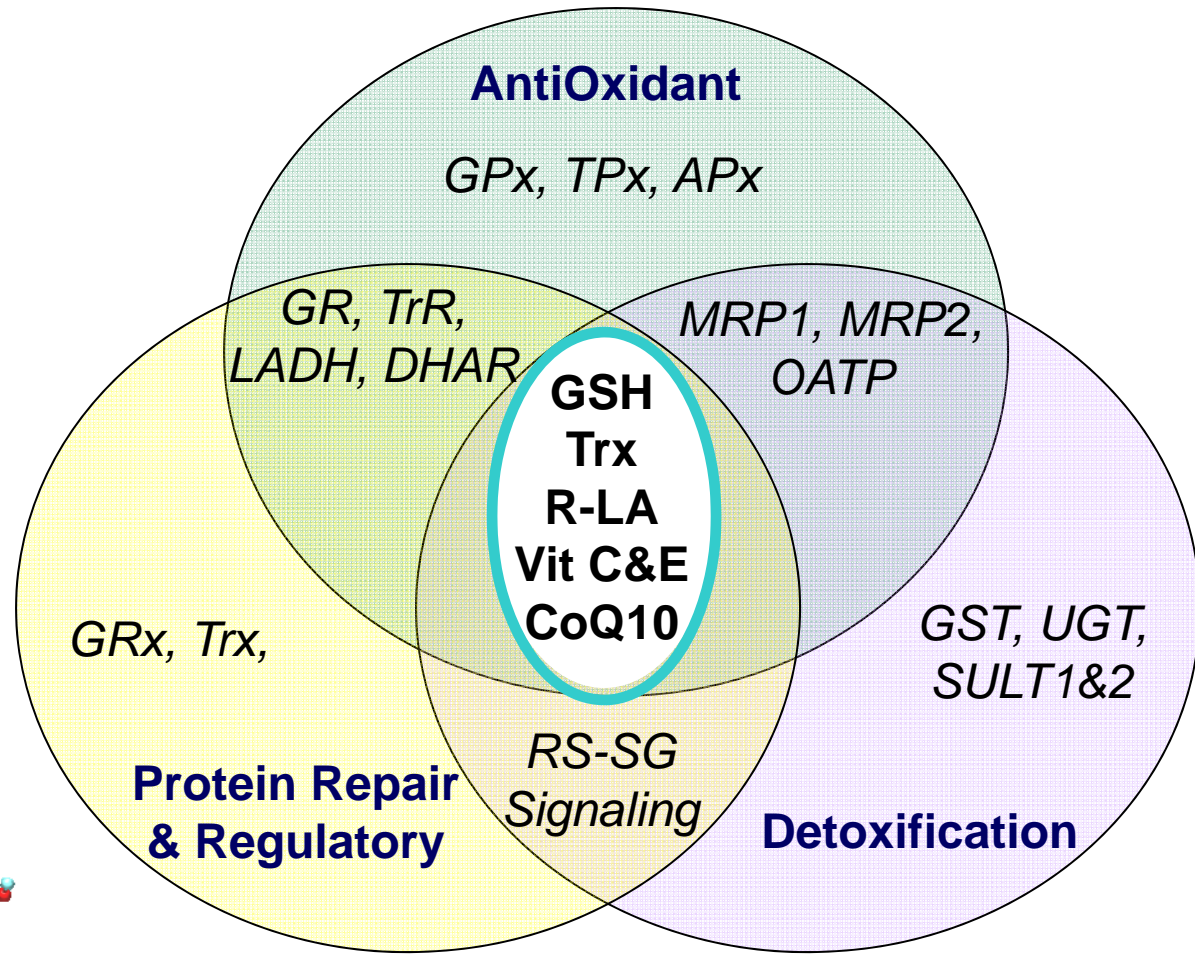 AntiOxidant
GPx, TPx, APx
GR, TrR,
LADH, DHAR
MRP1, MRP2,
OATP
GSH
Trx
R-LA
Vit C&E
CoQ10
GRx, Trx,
GST, UGT,
SULT1&2
RS-SG
Signaling
Protein Repair
& Regulatory
Detoxification